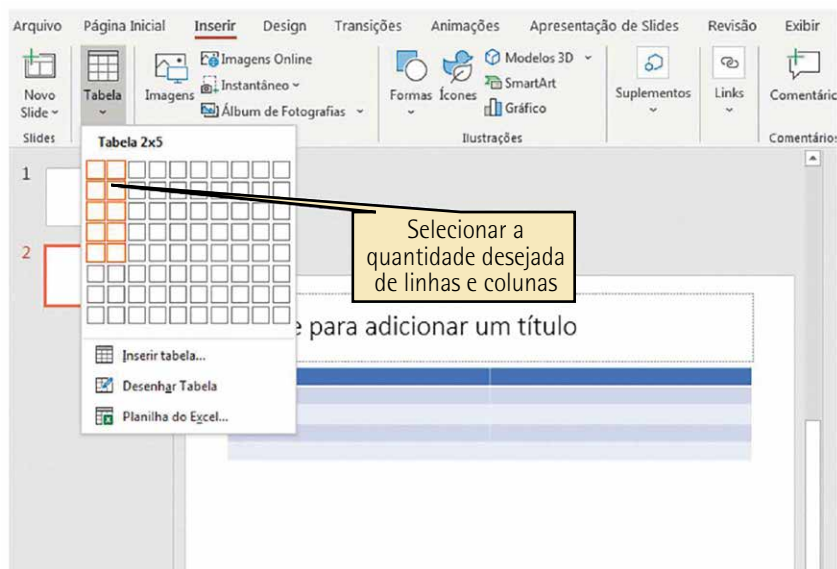 Arquivo Página Inicial Inserir Design Transições Animações Apresentação de Slides Revisão Exibir
Novo Slide
Tabela
Imagens
Imagens Online
Instantâneo
Álbum de Fotografias
Formas
Ícones
Modelos 3D
SmartArt
Gráfico
Suplementos
Links
Comentáric
Slides
Ilustrações
Comentários
Tabela 2x5
1
2
Selecionar a
quantidade desejada
de linhas e colunas
e para adicionar um título
Inserir tabela...
Desenhar Tabela
Planilha do Excel...